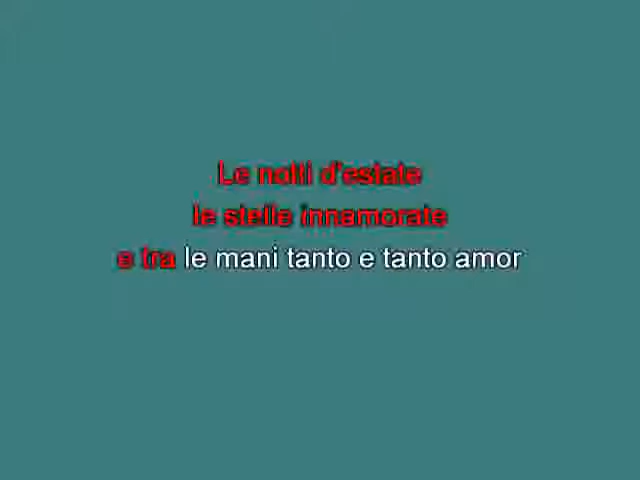 Le notti d'estate
le stelle innamorate
e tra le mani tanto e tanto amor